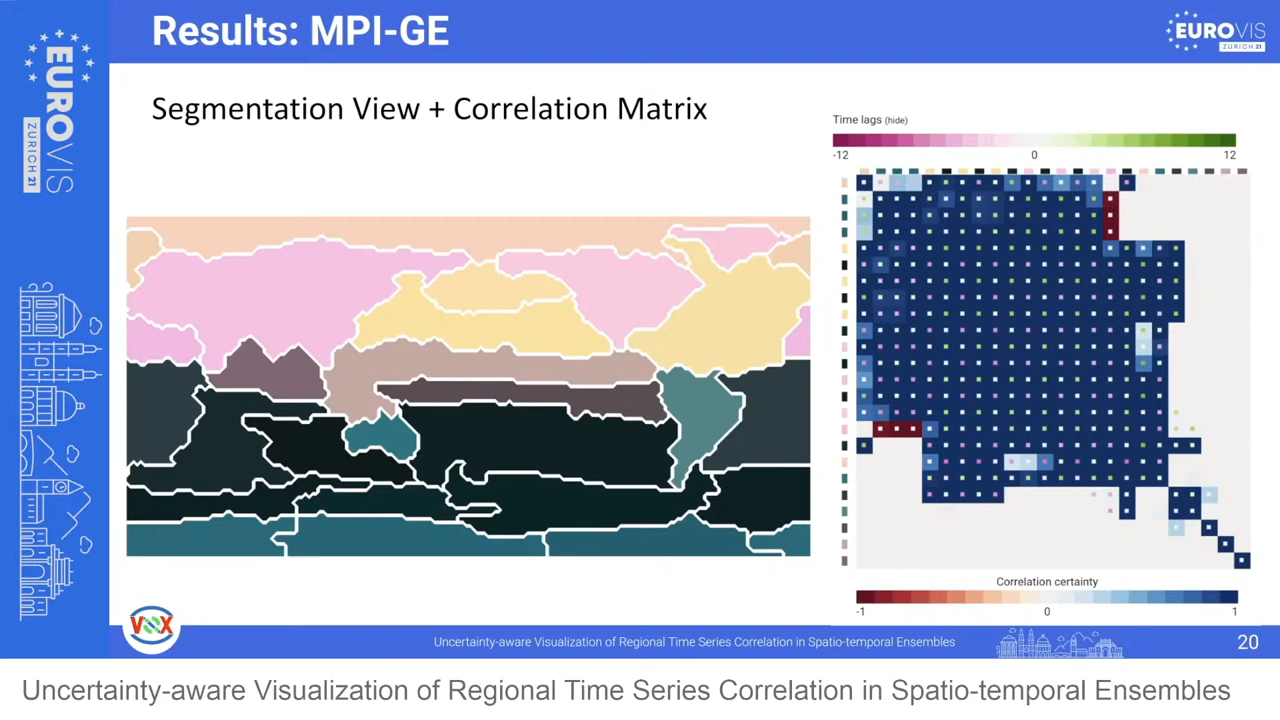 Results: MPI-GE
EUROVIS
ZURICH 21
EUROVIS
ZURICH 21
Segmentation View + Correlation Matrix
Time lags (hide)
-12 0 12
Correlation certainty
-1 0 1
VOX
Uncertainty-aware Visualization of Regional Time Series Correlation in Spatio-temporal Ensembles
20
Uncertainty-aware Visualization of Regional Time Series Correlation in Spatio-temporal Ensembles